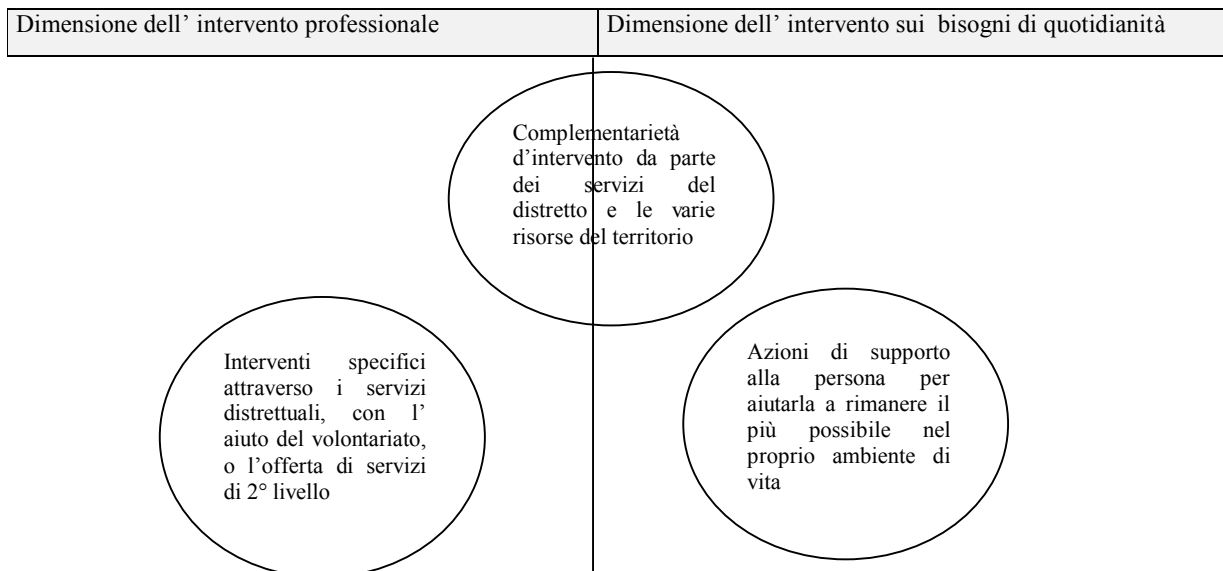 Dimensione dell’ intervento professionale
Dimensione dell’ intervento sui bisogni di quotidianità
Complementarietà
d’intervento da parte
dei servizi del
distretto e le varie
risorse del territorio
Interventi specifici
attraverso i servizi
distrettuali, con l’
aiuto del volontariato,
o l’offerta di servizi
di 2° livello
Azioni di supporto
alla persona per
aiutarla a rimanere il
più possibile nel
proprio ambiente di
vita